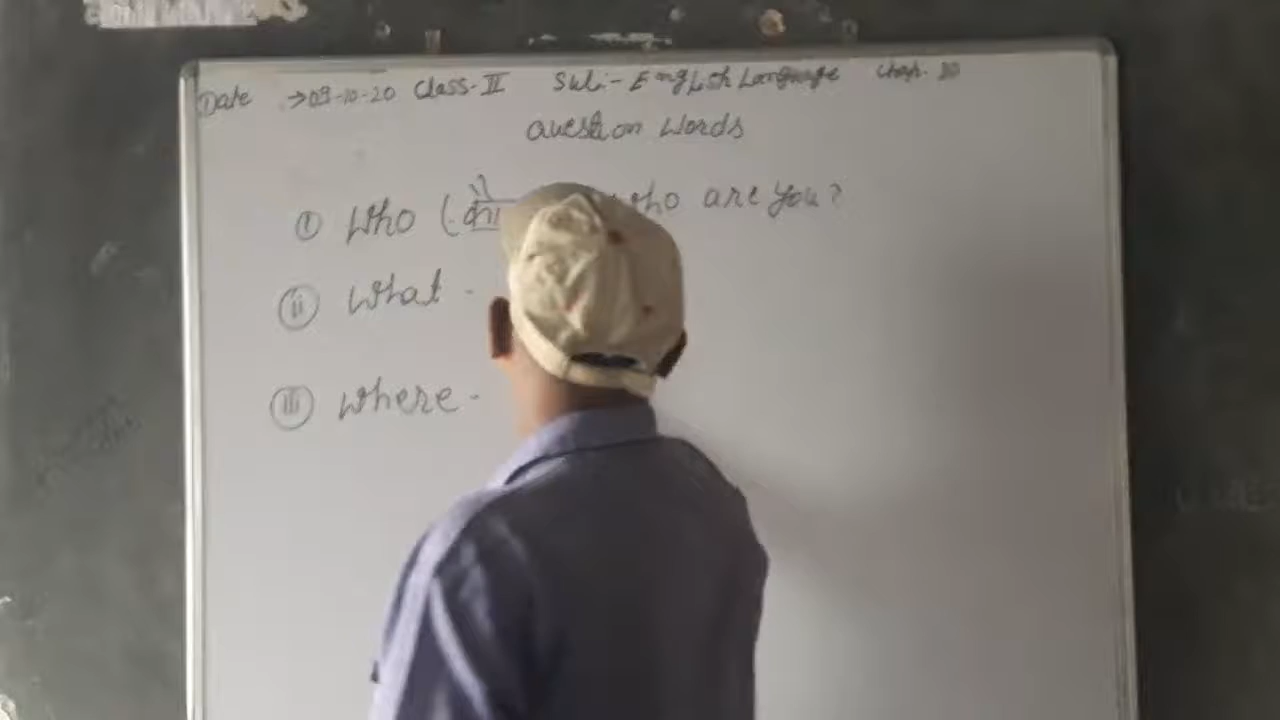 Date →09-10-20 Class-II Sub:- English Language Chap. III
Question Words
(i) Who (कौ who are you?
(ii) What -
(iii) where -